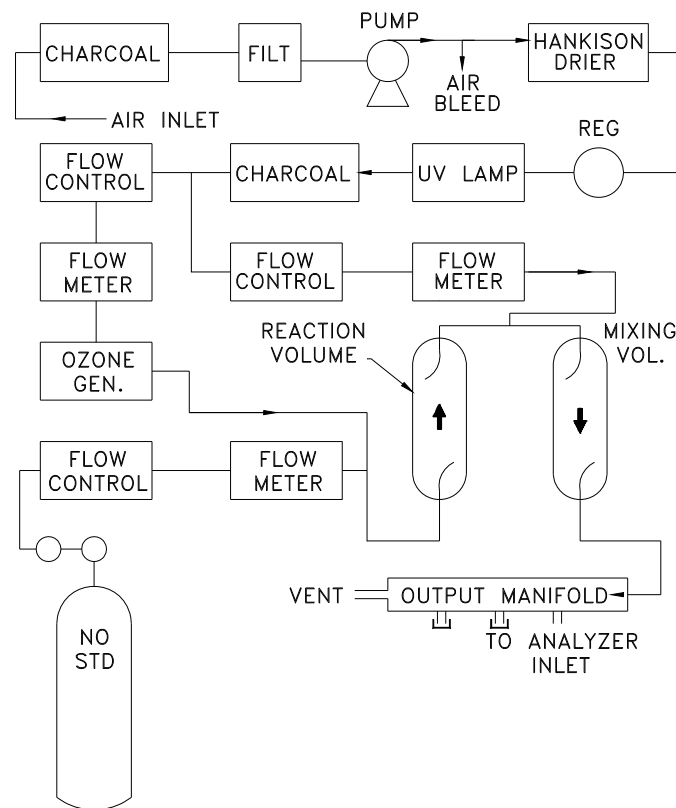 PUMP
CHARCOAL
FILT
HANKISON
DRIER
AIR
BLEED
AIR INLET
REG
FLOW
CONTROL
CHARCOAL
UV LAMP
FLOW
METER
FLOW
CONTROL
FLOW
METER
REACTION
VOLUME
MIXING
VOL.
OZONE
GEN.
FLOW
CONTROL
FLOW
METER
VENT
OUTPUT MANIFOLD
TO ANALYZER
INLET
NO
STD